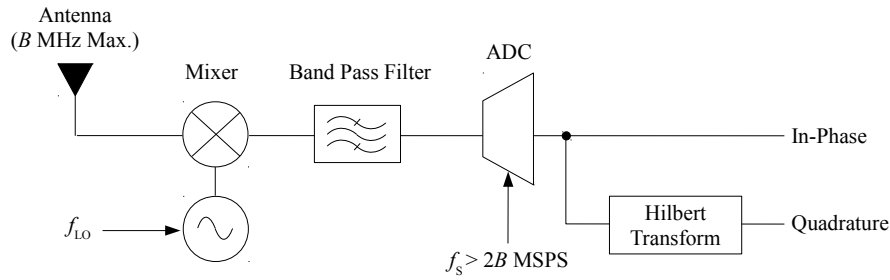 Antenna
(B MHz Max.)
Mixer
Band Pass Filter
ADC
In-Phase
Hilbert
Transform
Quadrature
fLO
fS > 2B MSPS